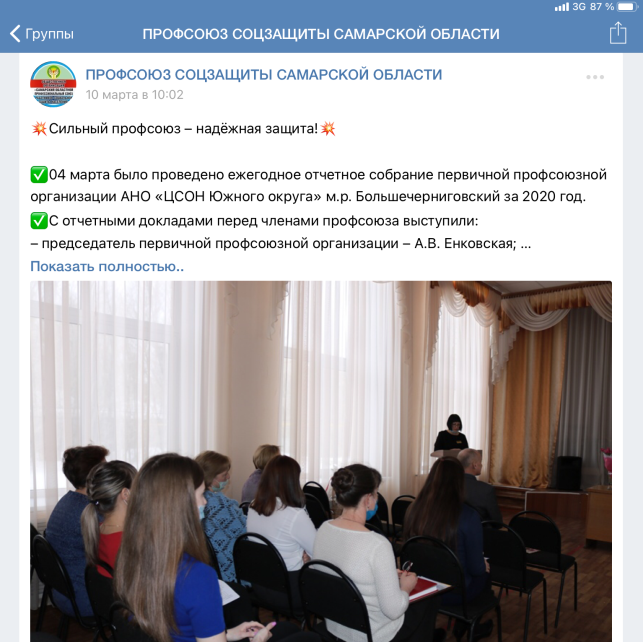 3G 87 %
Группы
ПРОФСОЮЗ СОЦЗАЩИТЫ САМАРСКОЙ ОБЛАСТИ
ПРОФСОЮЗ СОЦЗАЩИТЫ САМАРСКОЙ ОБЛАСТИ
10 марта в 10:02
💥Сильный профсоюз – надёжная защита!💥
✅04 марта было проведено ежегодное отчетное собрание первичной профсоюзной
организации АНО «ЦСОН Южного округа» м.р. Большечерниговский за 2020 год.
✅С отчетными докладами перед членами профсоюза выступили:
– председатель первичной профсоюзной организации – А.В. Енковская; ...
Показать полностью..